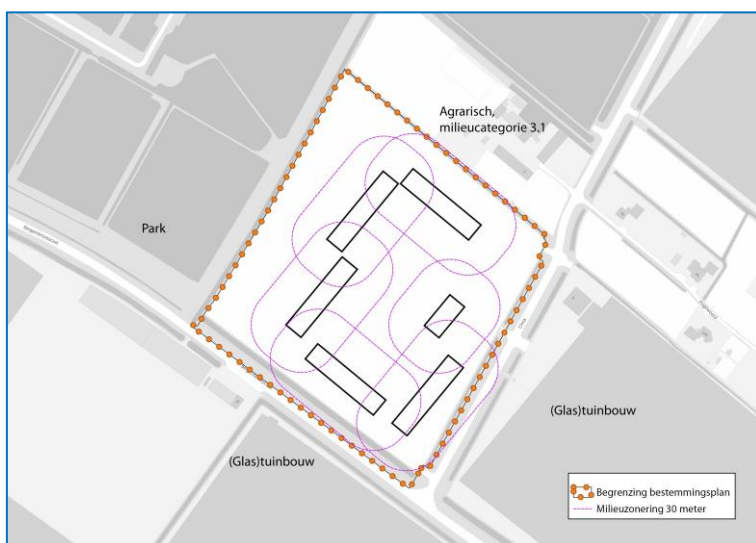 Agrarisch,
milieucategorie 3.1
Park
(Glas)tuinbouw
(Glas)tuinbouw
Begrenzing bestemmingsplan
Milieuzonering 30 meter